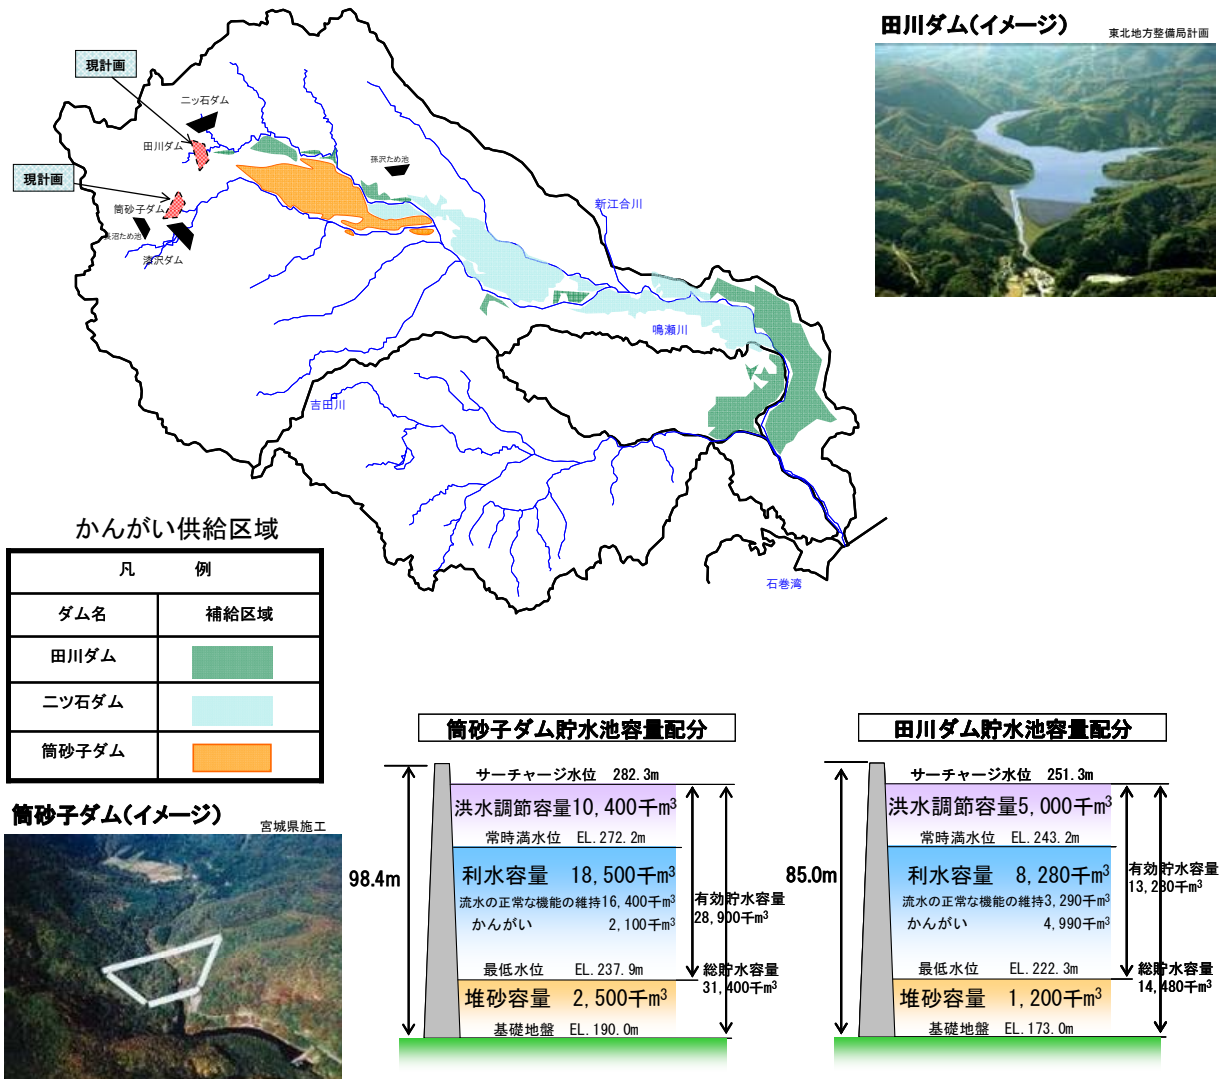 田川ダム(イメージ)
東北地方整備局計画
現計画
二ツ石ダム
田川ダム
孫沢ため池
現計画
筒砂子ダム
長沼ため池
漆沢ダム
新江合川
鳴瀬川
吉田川
石巻湾
かんがい供給区域
凡 例
ダム名 補給区域
田川ダム
二ツ石ダム
筒砂子ダム
筒砂子ダム(イメージ)
宮城県施工
筒砂子ダム貯水池容量配分
サーチャージ水位 282.3m
洪水調節容量10,400千m³
常時満水位 EL.272.2m
98.4m
利水容量 18,500千m³
流水の正常な機能の維持16,400千m³
かんがい 2,100千m³
有効貯水容量
28,900千m³
最低水位 EL.237.9m
総貯水容量
31,400千m³
堆砂容量 2,500千m³
基礎地盤 EL.190.0m
田川ダム貯水池容量配分
サーチャージ水位 251.3m
洪水調節容量5,000千m³
常時満水位 EL.243.2m
85.0m
利水容量 8,280千m³
流水の正常な機能の維持3,290千m³
かんがい 4,990千m³
有効貯水容量
13,280千m³
最低水位 EL.222.3m
総貯水容量
14,480千m³
堆砂容量 1,200千m³
基礎地盤 EL.173.0m